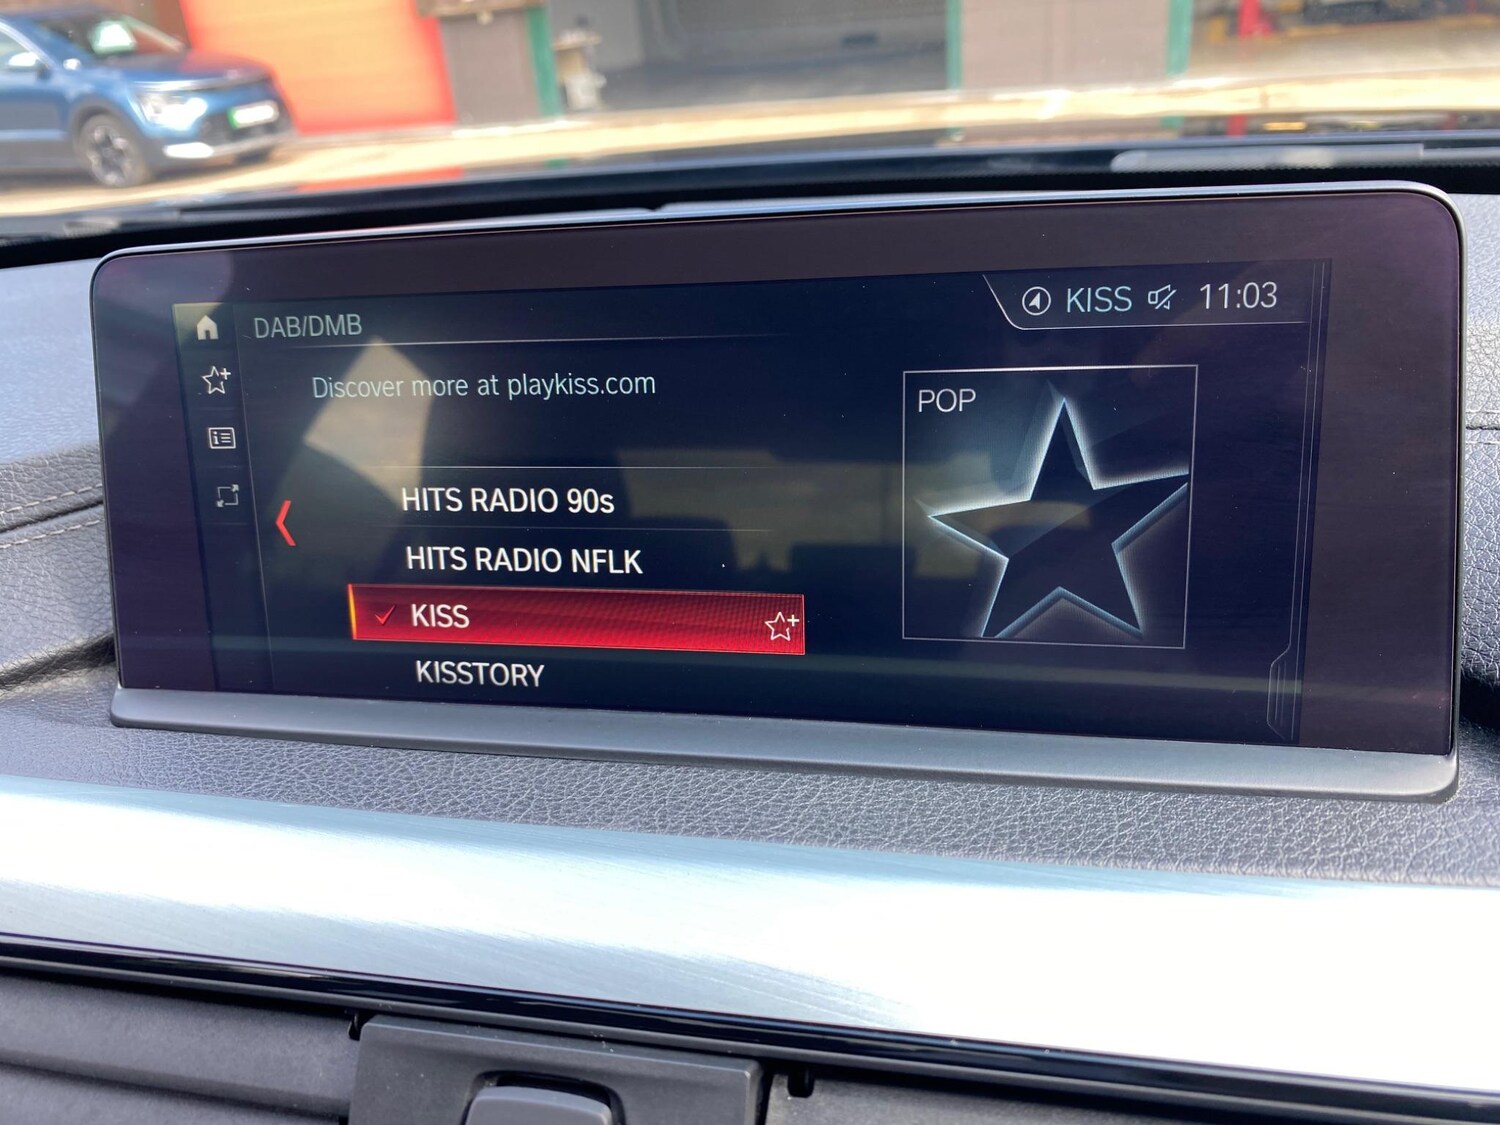 DAB/DMB
KISS 11:03
Discover more at playkiss.com
POP
HITS RADIO 90s
HITS RADIO NFLK
KISS
KISSTORY